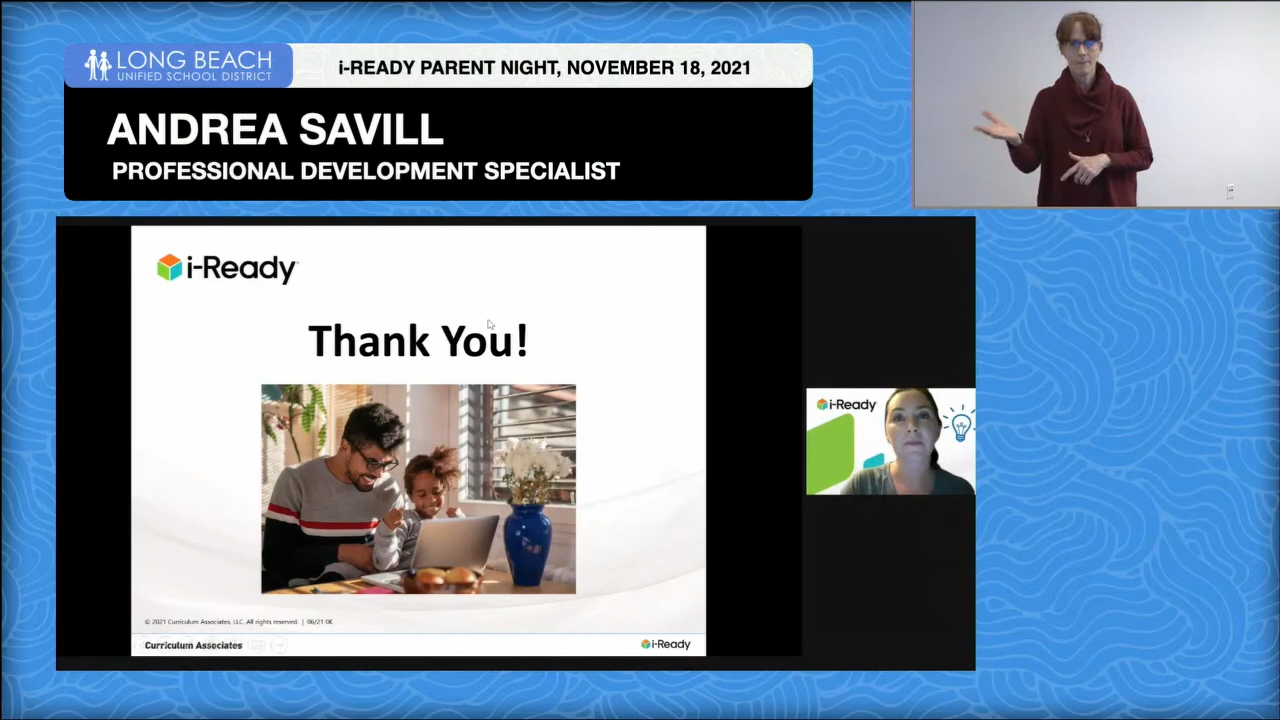 LONG BEACH
UNIFIED SCHOOL DISTRICT
i-READY PARENT NIGHT, NOVEMBER 18, 2021
ANDREA SAVILL
PROFESSIONAL DEVELOPMENT SPECIALIST
i-Ready
Thank You!
i-Ready
© 2021 Curriculum Associates, LLC. All rights reserved. | 06/21 0K
Curriculum Associates
i-Ready